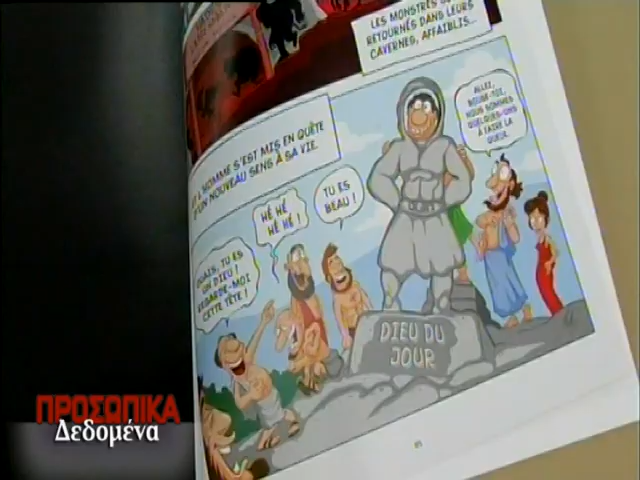 LES MONSTRES
RETOURNÉS DANS LEURS
CAVERNES, AFFAIBLIS...
L'HOMME S'EST MIS EN QUÊTE
D'UN NOUVEAU SENS À SA VIE.
ALLEZ,
BOUGE-TOI,
NOUS SOMMES
QUELQUES-UNS
À FAIRE LA
QUEUE.
TU ES
BEAU !
HÉ HÉ
HÉ HÉ !
OUAIS, TU ES
UN DIEU !
REGARDE-MOI
CETTE TÊTE !
DIEU DU
JOUR
ΠΡΟΣΩΠΙΚΑ
Δεδομένα